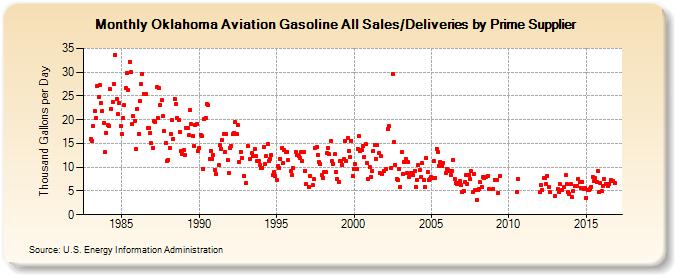 Monthly Oklahoma Aviation Gasoline All Sales/Deliveries by Prime Supplier
Thousand Gallons per Day
35
30
25
20
15
10
5
0
1985 1990 1995 2000 2005 2010 2015
Source: U.S. Energy Information Administration